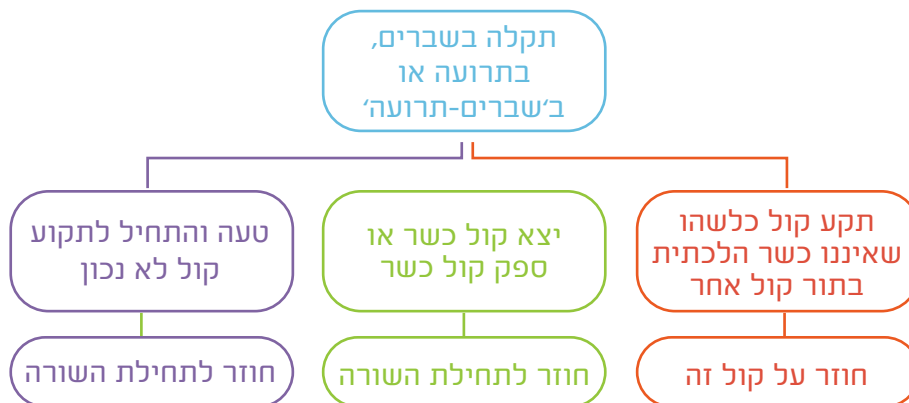 תקלה בשברים,
בתרועה או
ב'שברים-תרועה'
תקע קול כלשהו
שאיננו כשר הלכתית
בתור קול אחר
חוזר על קול זה
יצא קול כשר או
ספק קול כשר
חוזר לתחילת השורה
טעה והתחיל לתקוע
קול לא נכון
חוזר לתחילת השורה